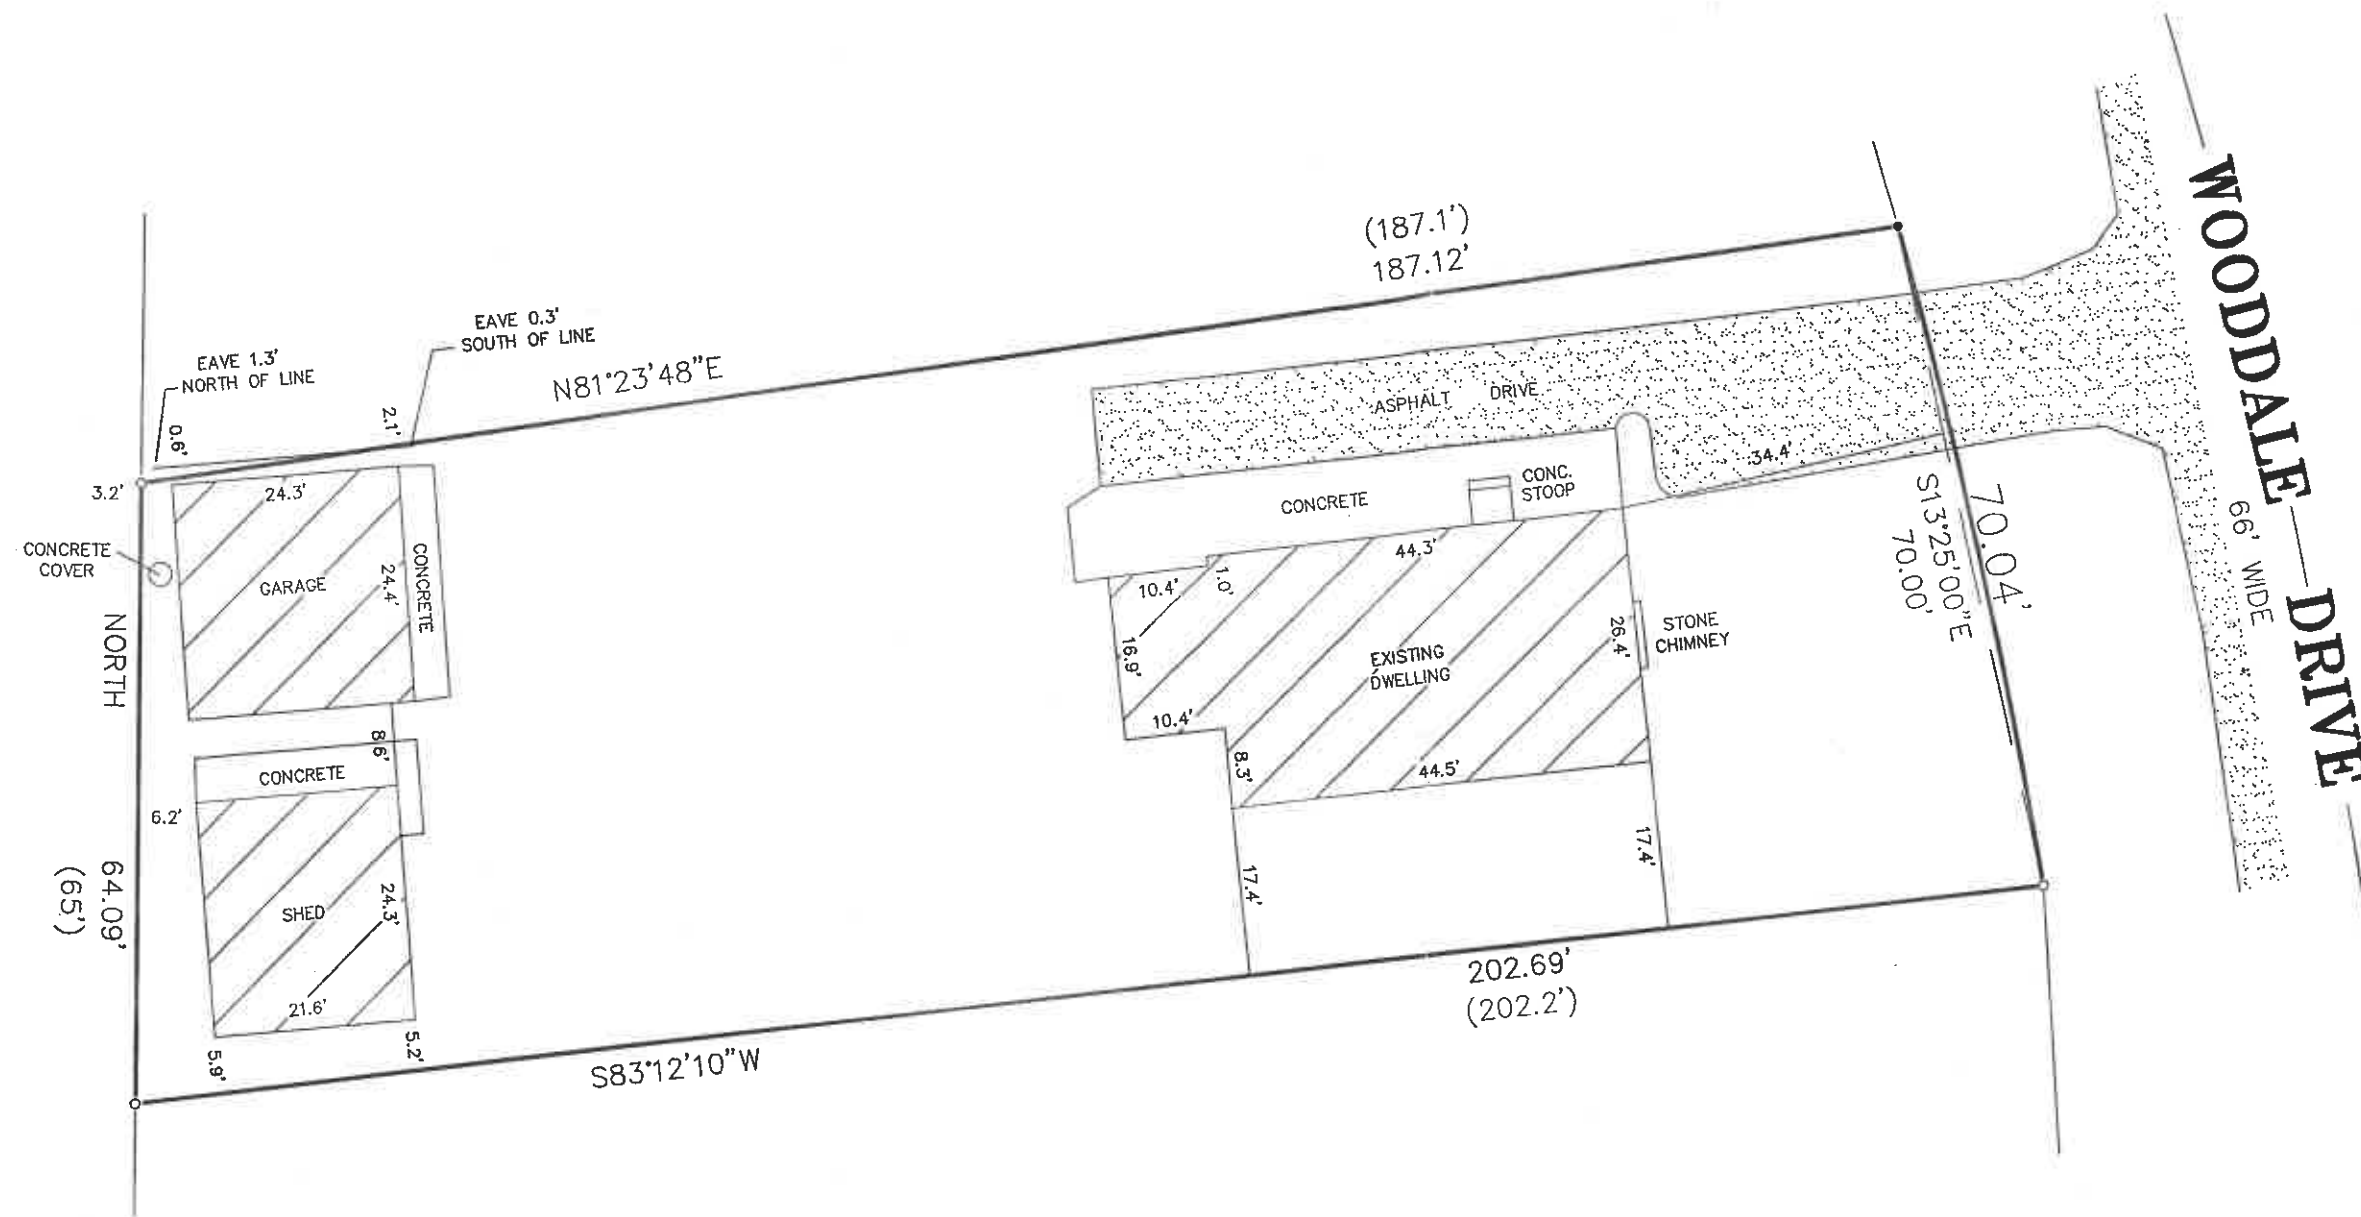 (187.1')
187.12'
EAVE 0.3'
SOUTH OF LINE
EAVE 1.3'
NORTH OF LINE
N81°23'48"E
2.1'
0.6'
3.2'
24.3'
CONCRETE
COVER
GARAGE
24.4'
CONCRETE
NORTH
8.6'
CONCRETE
6.2'
64.09'
(65')
SHED
24.3'
21.6'
5.9'
5.2'
S83°12'10"W
ASPHALT DRIVE
34.4'
CONC.
STOOP
CONCRETE
44.3'
10.4'
1.0'
16.9'
10.4'
8.3'
EXISTING
DWELLING
26.4'
STONE
CHIMNEY
44.5'
17.4'
17.4'
202.69'
(202.2')
70.04'
S13°25'00"E
70.00'
WOODDALE DRIVE
66' WIDE